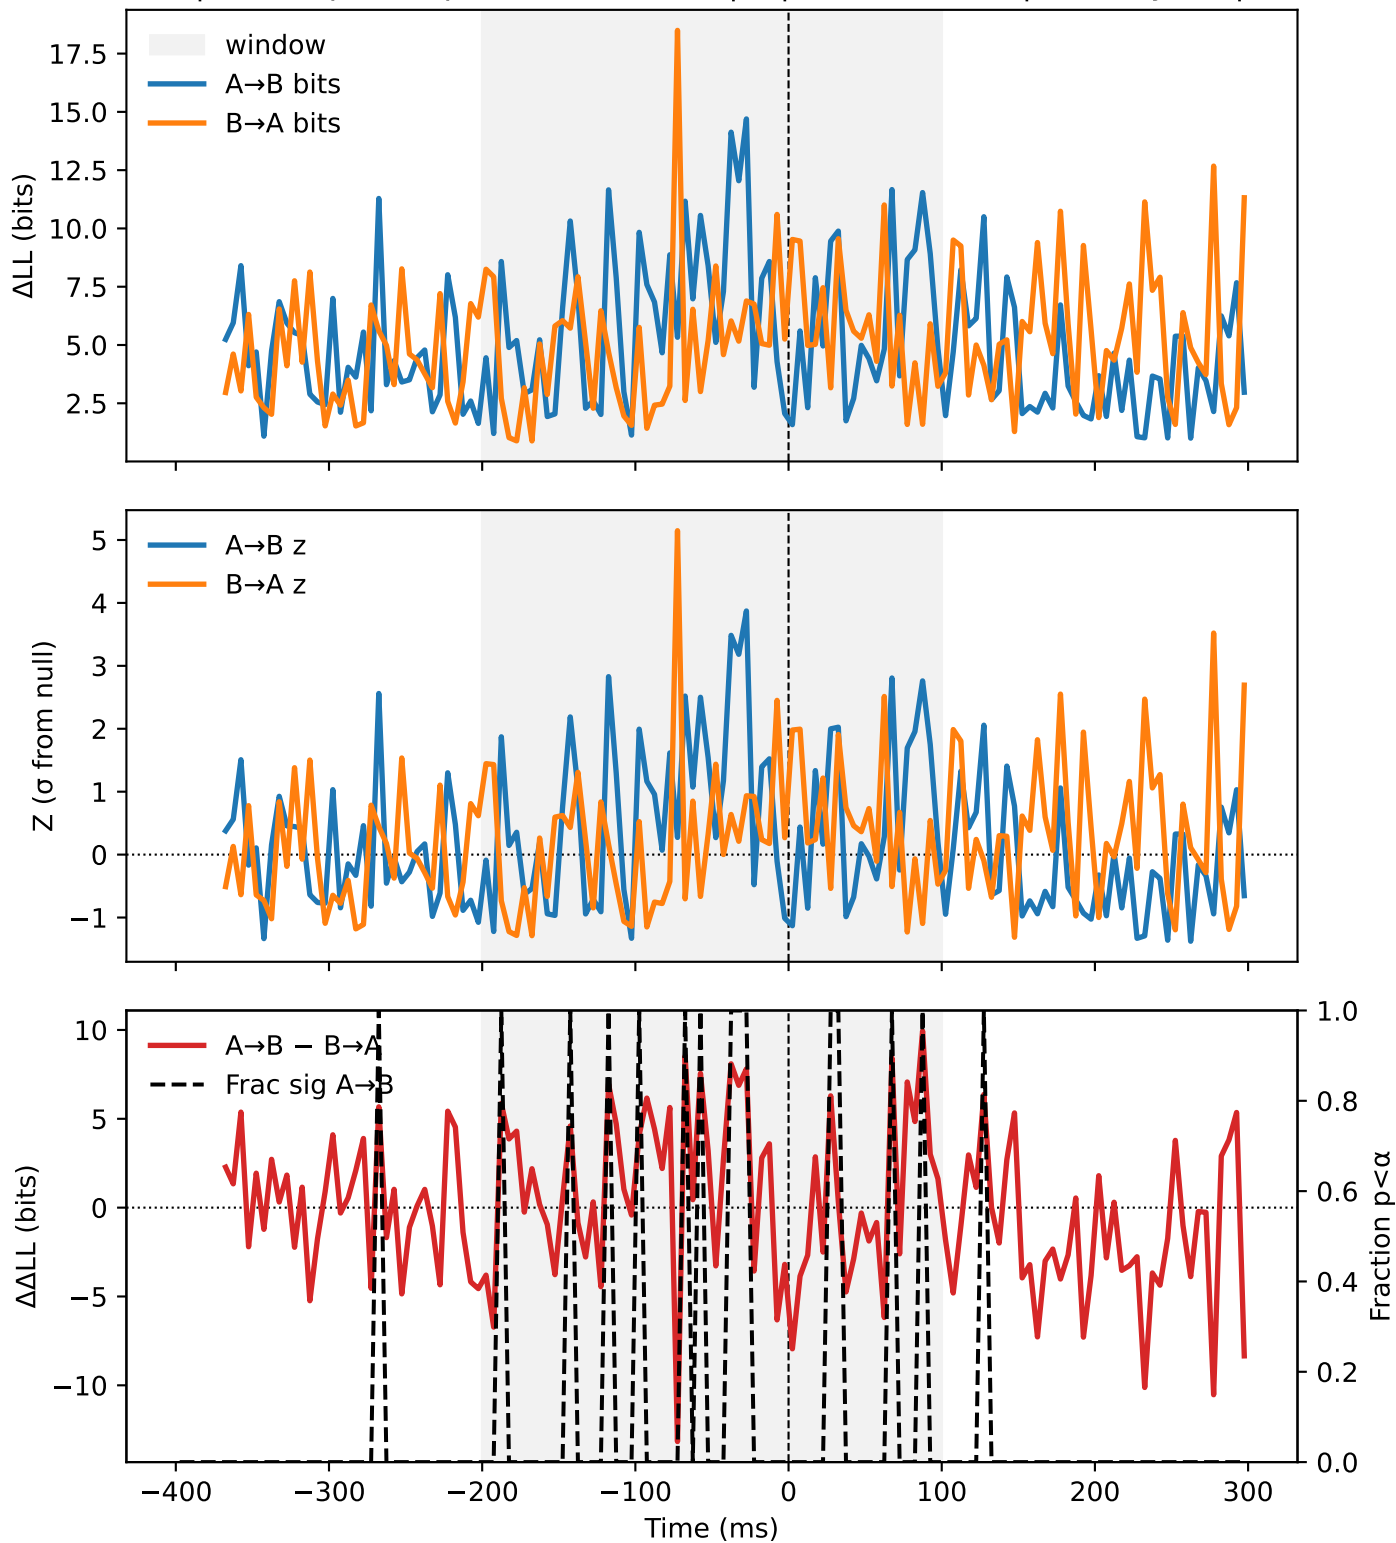 17.5
15.0
12.5
10.0
7.5
5.0
2.5
ΔLL (bits)
window
A→B bits
B→A bits
5
4
3
2
1
0
−1
Z (σ from null)
A→B z
B→A z
10
5
0
−5
−10
ΔΔLL (bits)
A→B − B→A
Frac sig A→B
1.0
0.8
0.6
0.4
0.2
0.0
Fraction p<α
−400 −300 −200 −100 0 100 200 300
Time (ms)